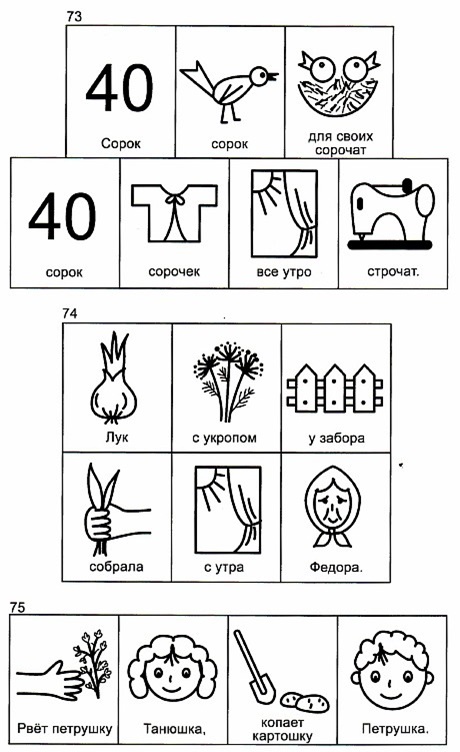 73
40
Сорок
сорок
для своих
сорочат
40
сорок
сорочек
все утро
строчат.
74
Лук
с укропом
у забора
собрала
с утра
Федора.
75
Рвёт петрушку
Танюшка,
копает
картошку
Петрушка.